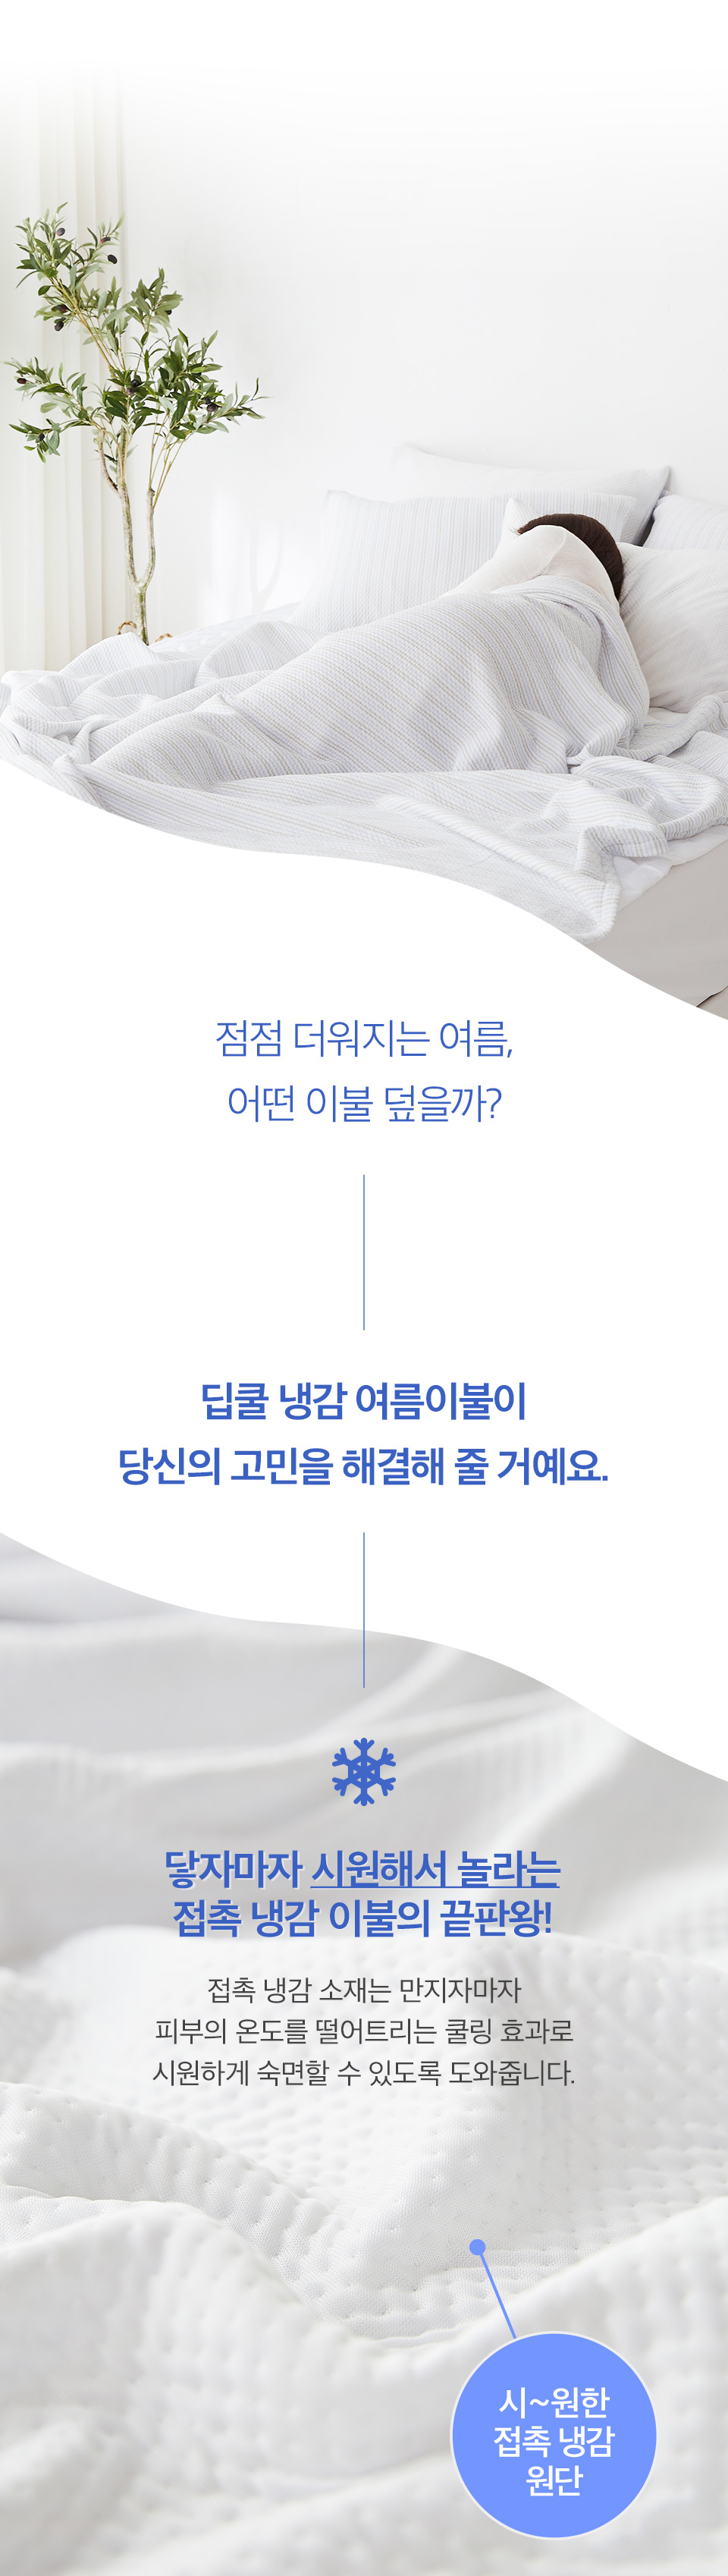 점점 더워지는 여름,
어떤 이불 덮을까?
딥쿨 냉감 여름이불이
당신의 고민을 해결해 줄 거예요.
닿자마자 시원해서 놀라는
접촉 냉감 이불의 끝판왕!
접촉 냉감 소재는 만지자마자
피부의 온도를 떨어트리는 쿨링 효과로
시원하게 숙면할 수 있도록 도와줍니다.
시~원한
접촉 냉감
원단